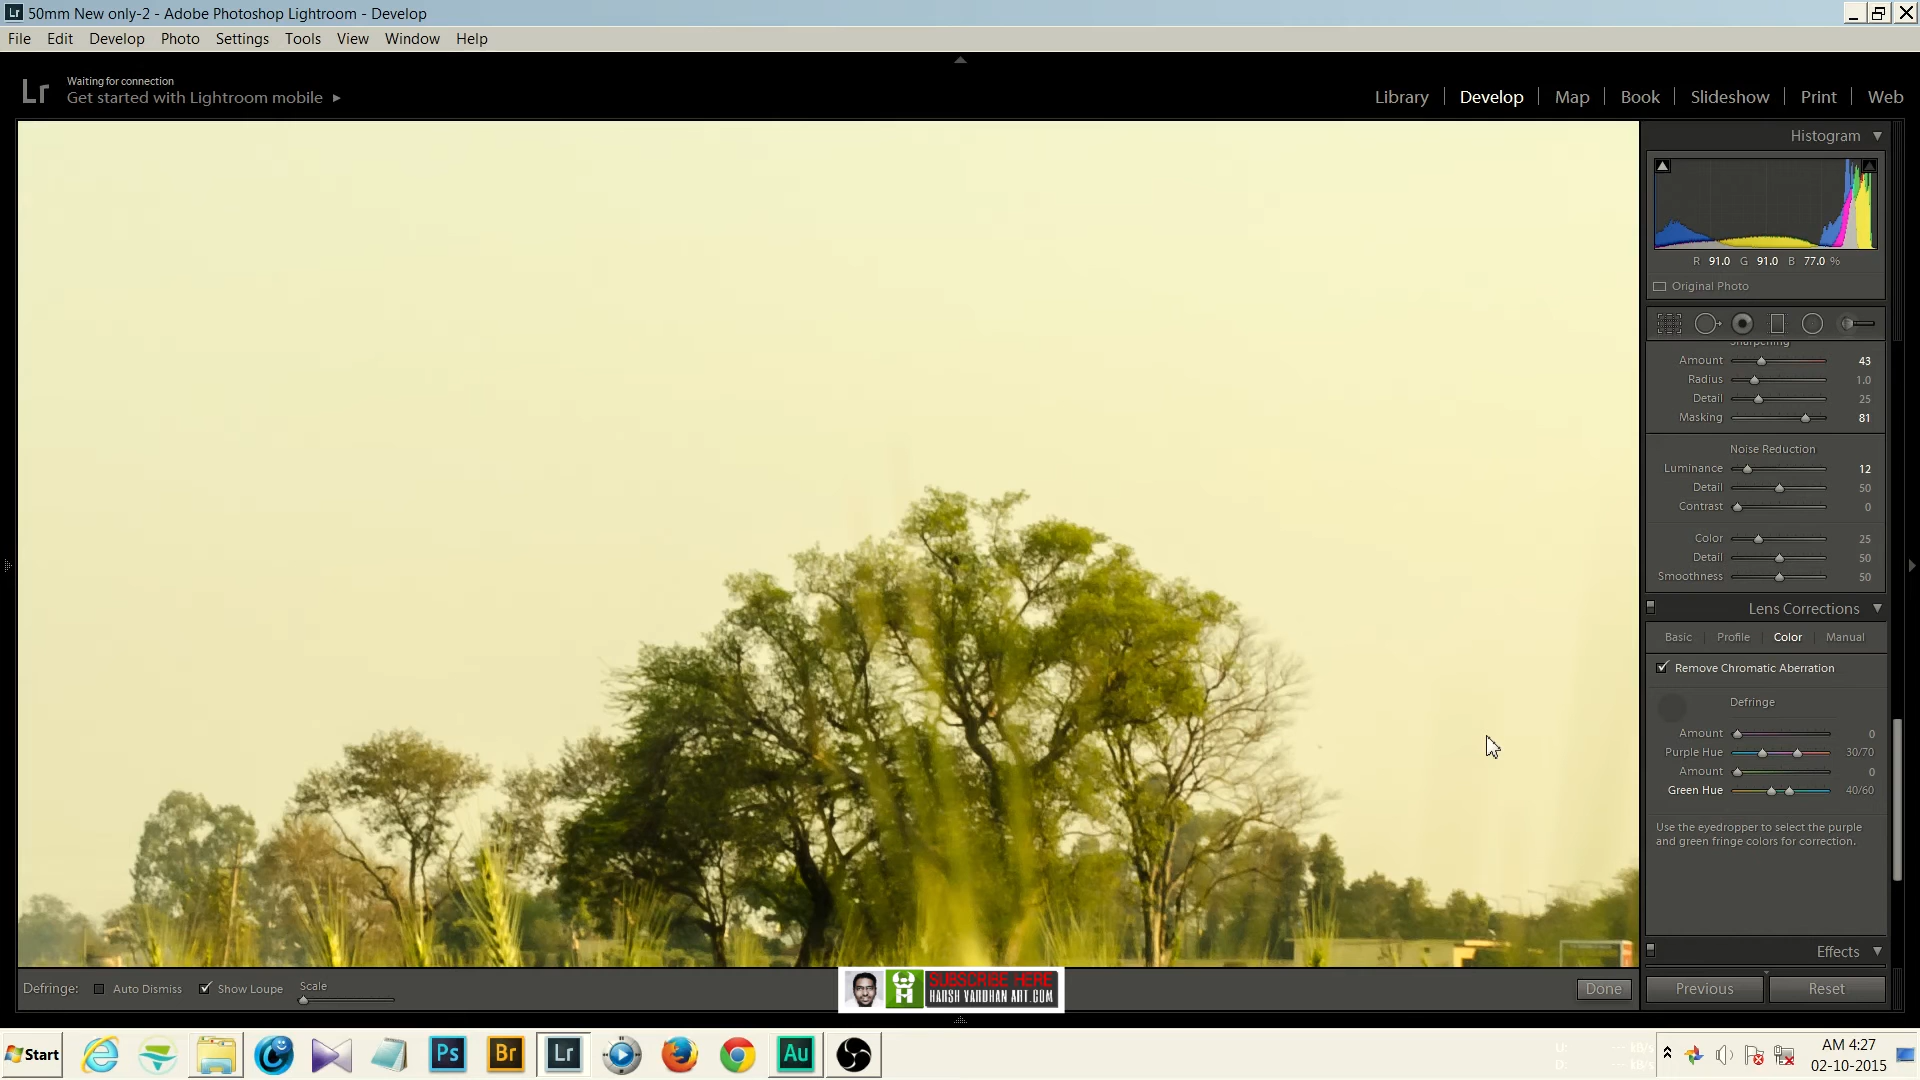 50mm New only-2 - Adobe Photoshop Lightroom - Develop
File Edit Develop Photo Settings Tools View Window Help
Lr Waiting for connection
Get started with Lightroom mobile
Library Develop Map Book Slideshow Print Web
Histogram
R 91.0 G 91.0 B 77.0 %
Original Photo
Sharpening
Amount 43
Radius 1.0
Detail 25
Masking 81
Noise Reduction
Luminance 12
Detail 50
Contrast 0
Color 25
Detail 50
Smoothness 50
Lens Corrections
Basic Profile Color Manual
Remove Chromatic Aberration
Defringe
Amount 0
Purple Hue 30/70
Amount 0
Green Hue 40/60
Use the eyedropper to select the purple
and green fringe colors for correction.
Effects
Defringe: Auto Dismiss Show Loupe Scale
SUBSCRIBE HERE
HARSH VARDHAN ART.COM
Done
Previous Reset
Start
Ps Br Lr Au
U: --- kB/s
D: --- kB/s
AM 4:27
02-10-2015